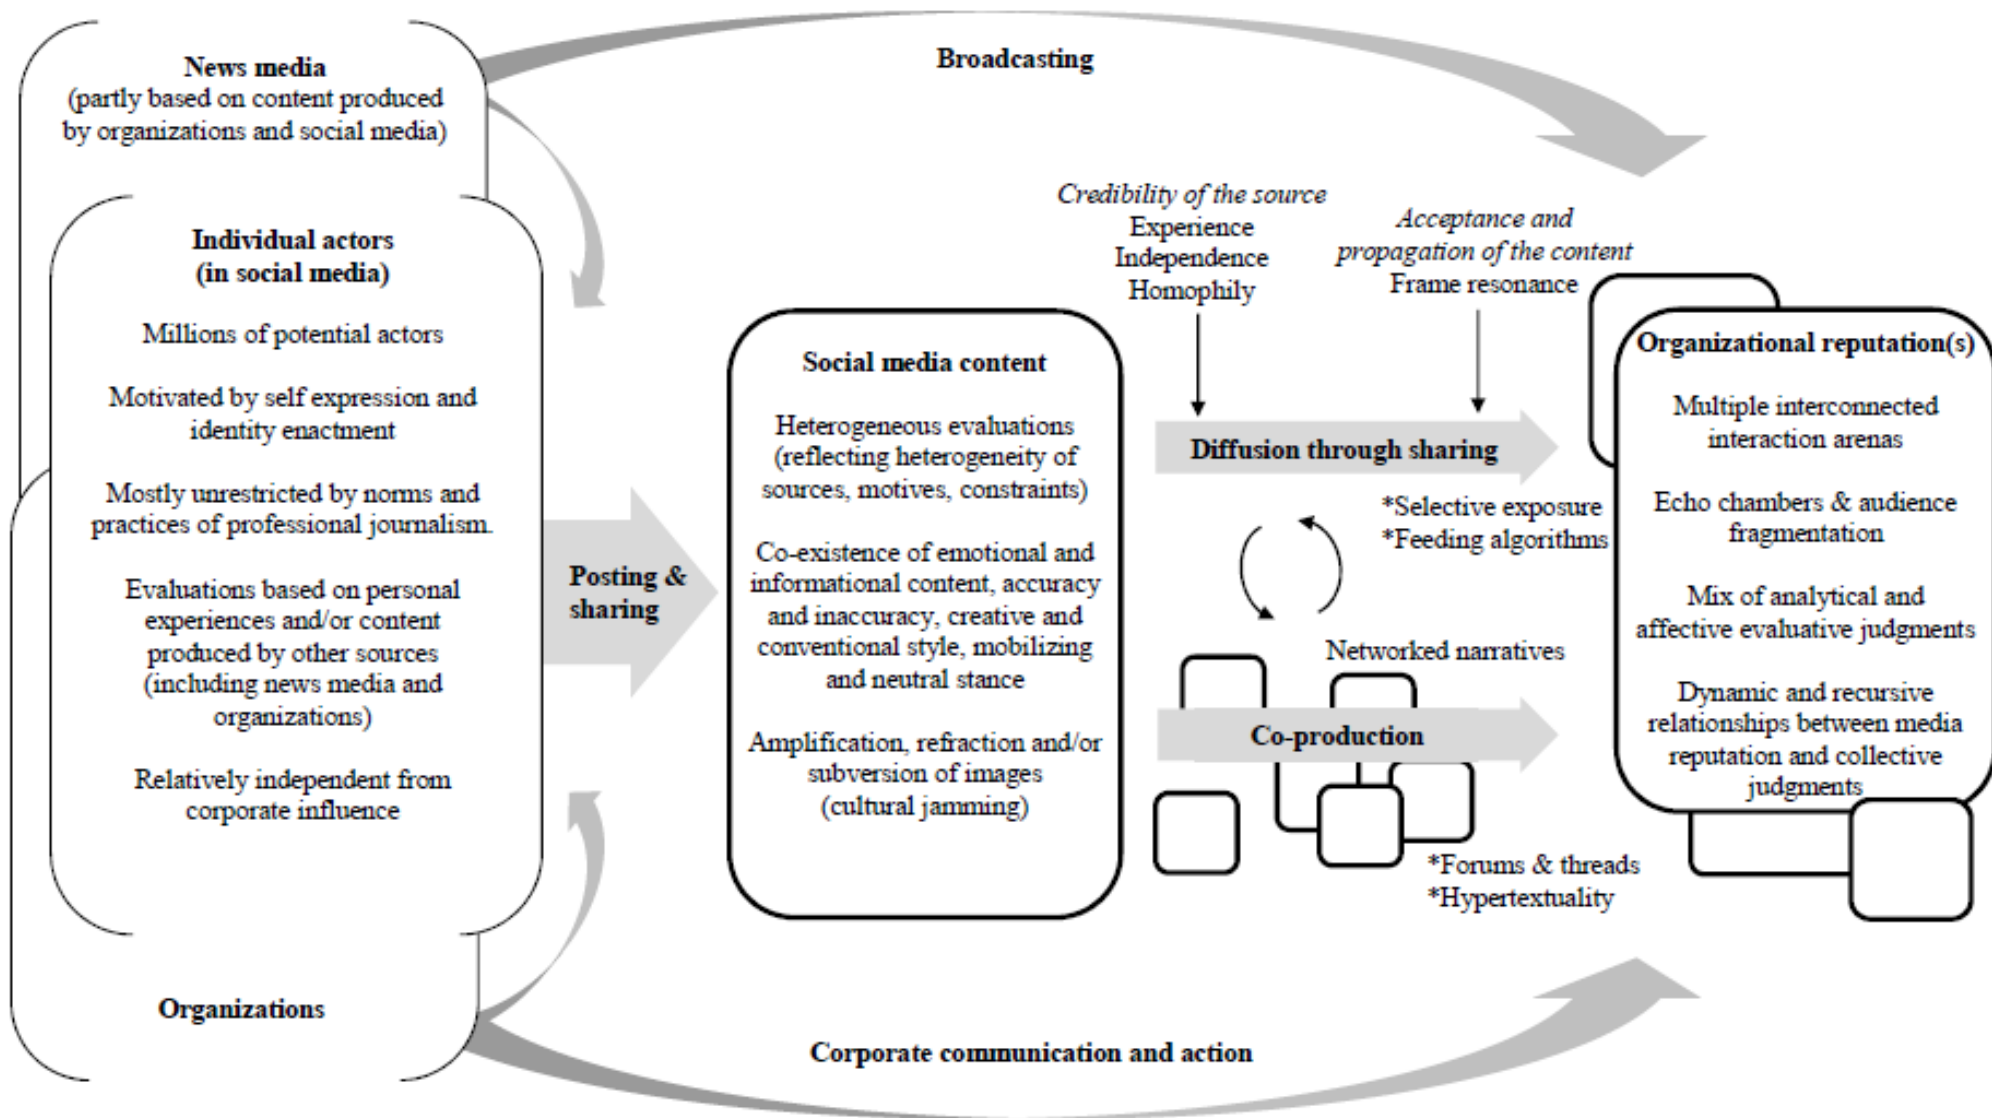 News media
(partly based on content produced
by organizations and social media)
Individual actors
(in social media)
Millions of potential actors
Motivated by self expression and
identity enactment
Mostly unrestricted by norms and
practices of professional journalism.
Evaluations based on personal
experiences and/or content
produced by other sources
(including news media and
organizations)
Relatively independent from
corporate influence
Organizations
Broadcasting
Posting &
sharing
Social media content
Heterogeneous evaluations
(reflecting heterogeneity of
sources, motives, constraints)
Co-existence of emotional and
informational content, accuracy
and inaccuracy, creative and
conventional style, mobilizing
and neutral stance
Amplification, refraction and/or
subversion of images
(cultural jamming)
Credibility of the source
Experience
Independence
Homophily
Acceptance and
propagation of the content
Frame resonance
Diffusion through sharing
*Selective exposure
*Feeding algorithms
Networked narratives
Co-production
*Forums & threads
*Hypertextuality
Organizational reputation(s)
Multiple interconnected
interaction arenas
Echo chambers & audience
fragmentation
Mix of analytical and
affective evaluative judgments
Dynamic and recursive
relationships between media
reputation and collective
judgments
Corporate communication and action